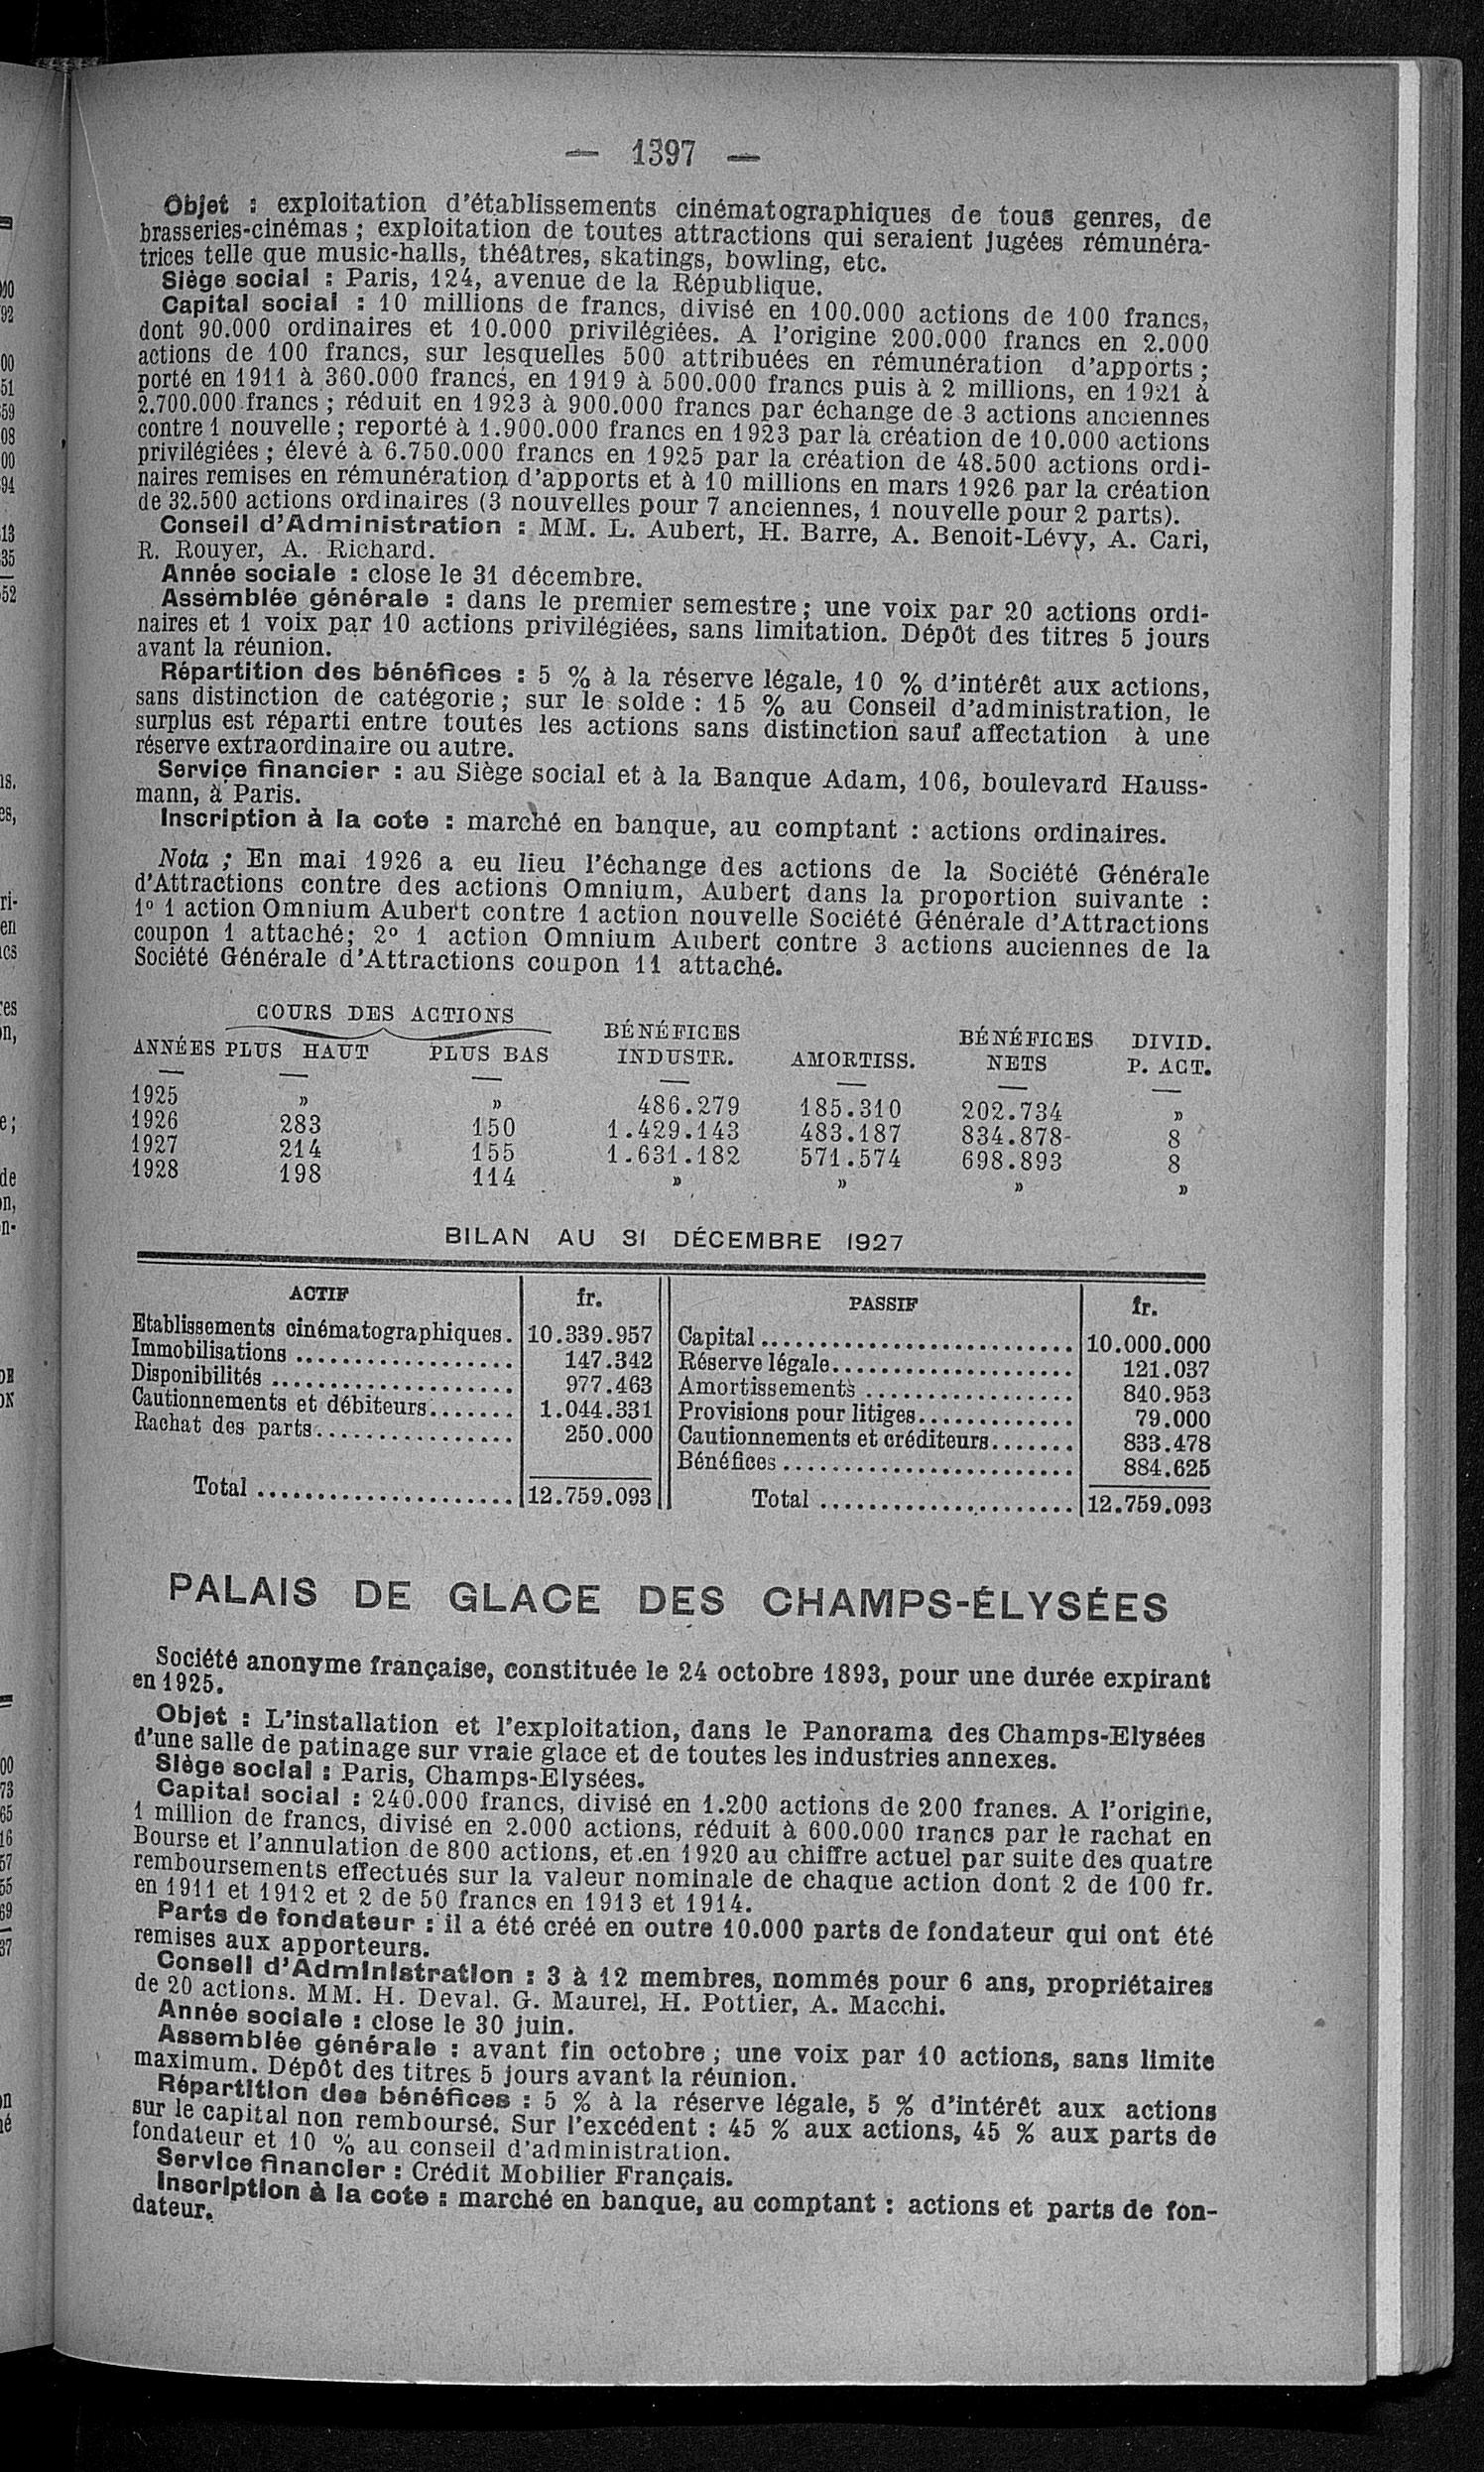 — 1397 —
Objet : exploitation d'établissements cinématographiques de tous genres, de
brasseries-cinémas ; exploitation de toutes attractions qui seraient jugées rémunéra-
trices telle que music-halls, théâtres, skatings, bowling, etc.
Siège social : Paris, 124, avenue de la République.
Capital social : 10 millions de francs, divisé en 100.000 actions de 100 francs,
dont 90.000 ordinaires et 10.000 privilégiées. A l'origine 200.000 francs en 2.000
actions de 100 francs, sur lesquelles 500 attribuées en rémunération d'apports ;
porté en 1911 à 360.000 francs, en 1919 à 500.000 francs puis à 2 millions, en 1921 à
2.700.000 francs ; réduit en 1923 à 900.000 francs par échange de 3 actions anciennes
contre 1 nouvelle ; reporté à 1.900.000 francs en 1923 par la création de 10.000 actions
privilégiées ; élevé à 6.750.000 francs en 1925 par la création de 48.500 actions ordi-
naires remises en rémunération d'apports et à 10 millions en mars 1926 par la création
de 32.500 actions ordinaires (3 nouvelles pour 7 anciennes, 1 nouvelle pour 2 parts).
Conseil d'Administration : MM. L. Aubert, H. Barre, A. Benoit-Lévy, A. Cari,
R. Rouyer, A. Richard.
Année sociale : close le 31 décembre.
Assemblée générale : dans le premier semestre ; une voix par 20 actions ordi-
naires et 1 voix par 10 actions privilégiées, sans limitation. Dépôt des titres 5 jours
avant la réunion.
Répartition des bénéfices : 5 % à la réserve légale, 10 % d'intérêt aux actions,
sans distinction de catégorie ; sur le solde : 15 % au Conseil d'administration, le
surplus est réparti entre toutes les actions sans distinction sauf affectation à une
réserve extraordinaire ou autre.
Service financier : au Siège social et à la Banque Adam, 106, boulevard Hauss-
mann, à Paris.
Inscription à la cote : marché en banque, au comptant : actions ordinaires.
Nota ; En mai 1926 a eu lieu l'échange des actions de la Société Générale
d'Attractions contre des actions Omnium, Aubert dans la proportion suivante :
1º 1 action Omnium Aubert contre 1 action nouvelle Société Générale d'Attractions
coupon 1 attaché; 2º 1 action Omnium Aubert contre 3 actions auciennes de la
Société Générale d'Attractions coupon 11 attaché.
COURS DES ACTIONS
ANNÉES PLUS HAUT PLUS BAS BÉNÉFICES INDUSTR. AMORTISS. BÉNÉFICES NETS DIVID. P. ACT.
1925 » » 486.279 185.310 202.734 »
1926 283 150 1.429.143 483.187 834.878 8
1927 214 155 1.631.182 571.574 698.893 8
1928 198 114 » » » »
BILAN AU 31 DÉCEMBRE 1927
ACTIF fr. PASSIF fr.
Etablissements cinématographiques. 10.339.957 Capital 10.000.000
Immobilisations 147.342 Réserve légale 121.037
Disponibilités 977.463 Amortissements 840.953
Cautionnements et débiteurs 1.044.331 Provisions pour litiges 79.000
Rachat des parts 250.000 Cautionnements et créditeurs 833.478
Bénéfices 884.625
Total 12.759.093 Total 12.759.093
PALAIS DE GLACE DES CHAMPS-ÉLYSÉES
Société anonyme française, constituée le 24 octobre 1893, pour une durée expirant
en 1925.
Objet : L'installation et l'exploitation, dans le Panorama des Champs-Elysées
d'une salle de patinage sur vraie glace et de toutes les industries annexes.
Siège social : Paris, Champs-Elysées.
Capital social : 240.000 francs, divisé en 1.200 actions de 200 francs. A l'origine,
1 million de francs, divisé en 2.000 actions, réduit à 600.000 francs par le rachat en
Bourse et l'annulation de 800 actions, et en 1920 au chiffre actuel par suite des quatre
remboursements effectués sur la valeur nominale de chaque action dont 2 de 100 fr.
en 1911 et 1912 et 2 de 50 francs en 1913 et 1914.
Parts de fondateur : il a été créé en outre 10.000 parts de fondateur qui ont été
remises aux apporteurs.
Conseil d'Administration : 3 à 12 membres, nommés pour 6 ans, propriétaires
de 20 actions. MM. H. Deval. G. Maurel, H. Pottier, A. Macchi.
Année sociale : close le 30 juin.
Assemblée générale : avant fin octobre ; une voix par 10 actions, sans limite
maximum. Dépôt des titres 5 jours avant la réunion.
Répartition des bénéfices : 5 % à la réserve légale, 5 % d'intérêt aux actions
sur le capital non remboursé. Sur l'excédent : 45 % aux actions, 45 % aux parts de
fondateur et 10 % au conseil d'administration.
Service financier : Crédit Mobilier Français.
Inscription à la cote : marché en banque, au comptant : actions et parts de fon-
dateur.